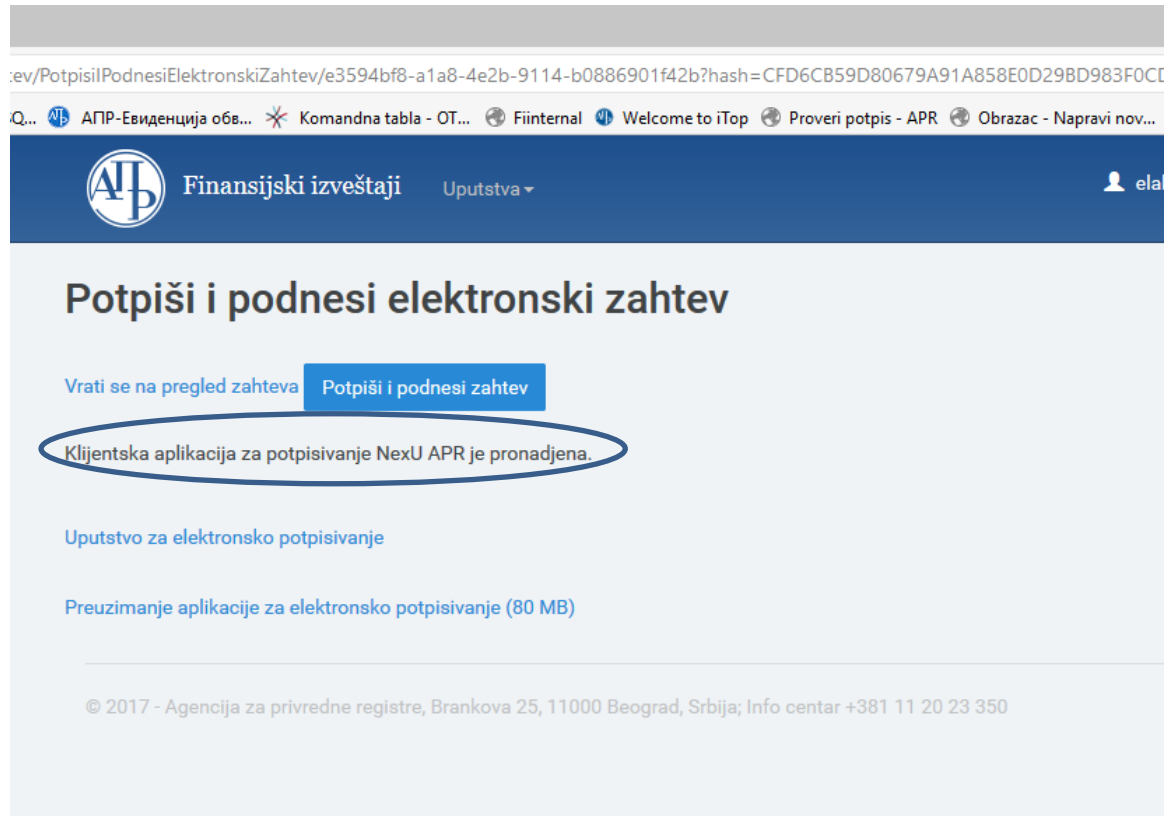 :ev/PotpisiIPodnesiElektronskiZahtev/e3594bf8-a1a8-4e2b-9114-b0886901f42b?hash=CFD6CB59D80679A91A858E0D29BD983F0CD
Q... АПР-Евиденција обв... Komandna tabla - OT... Fiinternal Welcome to iTop Proveri potpis - APR Obrazac - Napravi nov...
АПР Finansijski izveštaji Uputstva elal
Potpiši i podnesi elektronski zahtev
Vrati se na pregled zahteva Potpiši i podnesi zahtev
Klijentska aplikacija za potpisivanje NexU APR je pronadjena.
Uputstvo za elektronsko potpisivanje
Preuzimanje aplikacije za elektronsko potpisivanje (80 MB)
© 2017 - Agencija za privredne registre, Brankova 25, 11000 Beograd, Srbija; Info centar +381 11 20 23 350